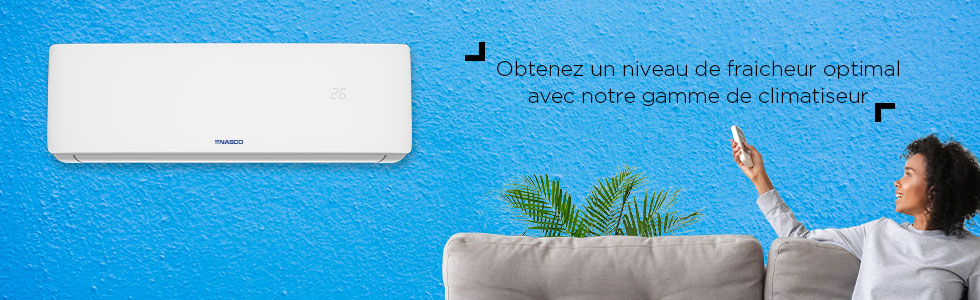 26
NASCO
Obtenez un niveau de fraicheur optimal
avec notre gamme de climatiseur